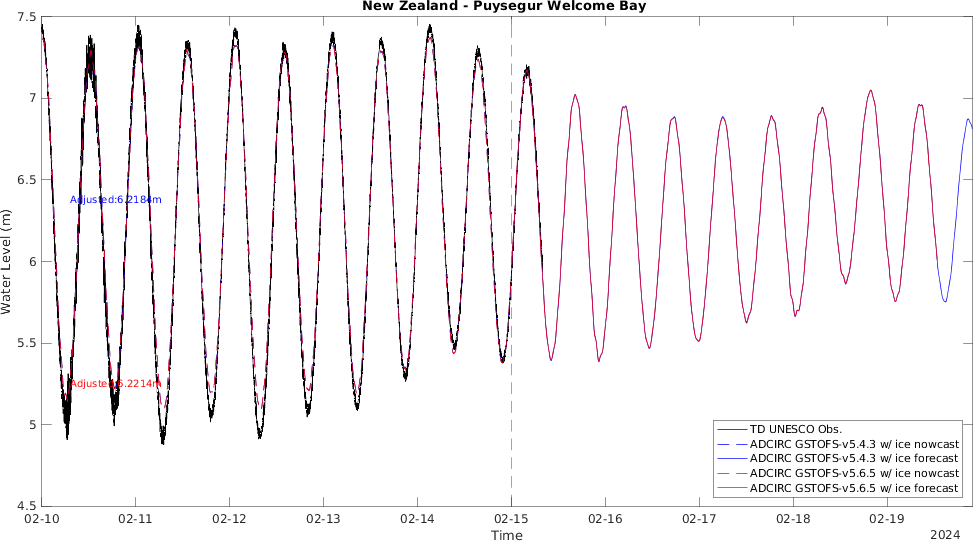 New Zealand - Puysegur Welcome Bay
7.5
7
6.5
6
5.5
5
4.5
Water Level (m)
Adjusted:6.2184m
Adjusted:6.2214m
TD UNESCO Obs.
ADCIRC GSTOFS-v5.4.3 w/ ice nowcast
ADCIRC GSTOFS-v5.4.3 w/ ice forecast
ADCIRC GSTOFS-v5.6.5 w/ ice nowcast
ADCIRC GSTOFS-v5.6.5 w/ ice forecast
02-10 02-11 02-12 02-13 02-14 02-15 02-16 02-17 02-18 02-19
Time
2024